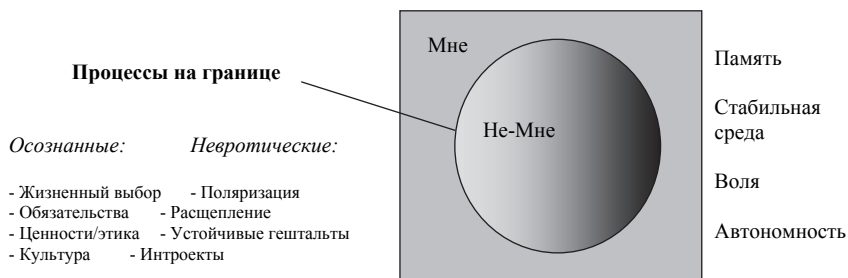 Процессы на границе
Осознанные: Невротические:
- Жизненный выбор - Поляризация
- Обязательства - Расщепление
- Ценности/этика - Устойчивые гештальты
- Культура - Интроекты
Мне
Не-Мне
Память
Стабильная
среда
Воля
Автономность